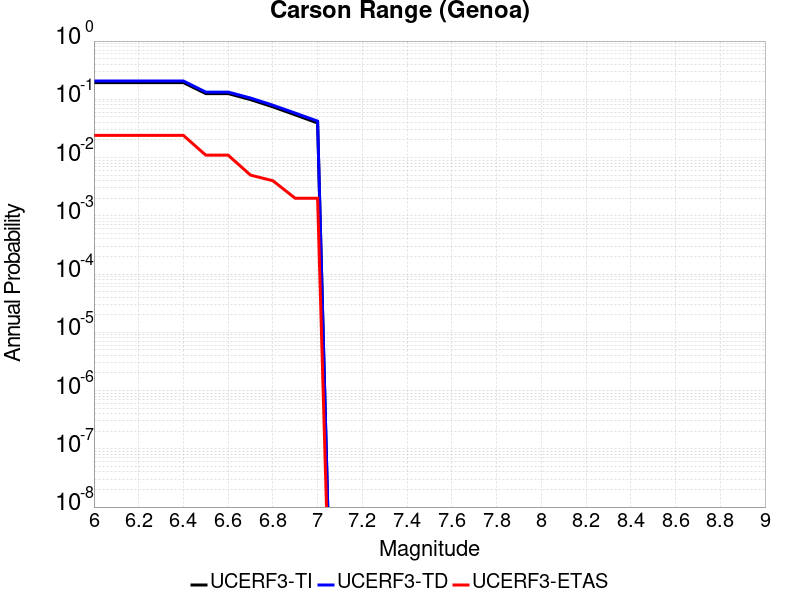 Carson Range (Genoa)
10^0
10^-1
10^-2
10^-3
10^-4
10^-5
10^-6
10^-7
10^-8
Annual Probability
6 6.2 6.4 6.6 6.8 7 7.2 7.4 7.6 7.8 8 8.2 8.4 8.6 8.8 9
Magnitude
UCERF3-TI UCERF3-TD UCERF3-ETAS